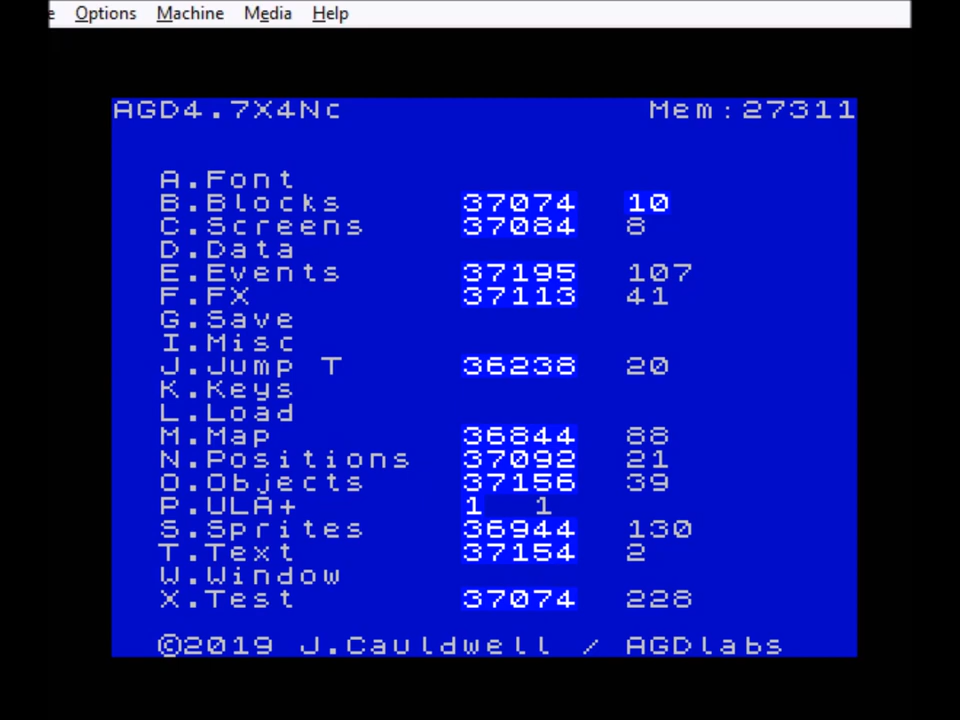 Options Machine Media Help
AGD4.7X4Nc Mem:27311
A.Font
B.Blocks 37074 10
C.Screens 37084 8
D.Data
E.Events 37195 107
F.FX 37113 41
G.Save
I.Misc
J.Jump T 36238 20
K.Keys
L.Load
M.Map 36844 88
N.Positions 37092 21
O.Objects 37156 39
P.ULA+ 1 1
S.Sprites 36944 130
T.Text 37154 2
W.Window
X.Test 37074 228
©2019 J.Cauldwell / AGDlabs